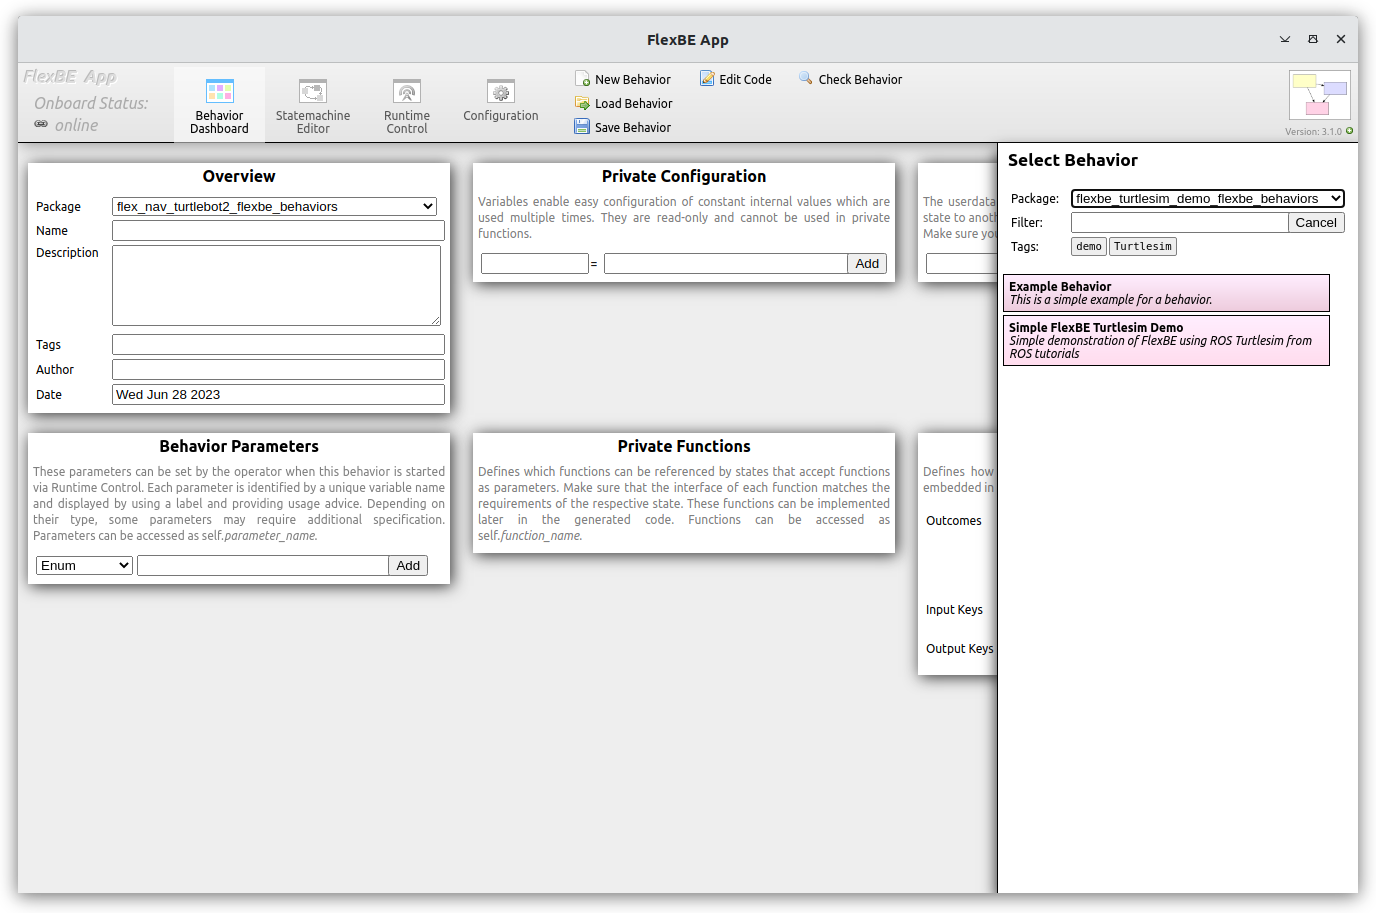 FlexBE App
FlexBE App
Onboard Status:
online
Behavior
Dashboard
Statemachine
Editor
Runtime
Control
Configuration
New Behavior
Load Behavior
Save Behavior
Edit Code
Check Behavior
Version: 3.1.0
Overview
Package
flex_nav_turtlebot2_flexbe_behaviors
Name
Description
Tags
Author
Date
Wed Jun 28 2023
Private Configuration
Variables enable easy configuration of constant internal values which are
used multiple times. They are read-only and cannot be used in private
functions.
=
Add
The userdata
state to anoth
Make sure you
Behavior Parameters
These parameters can be set by the operator when this behavior is started
via Runtime Control. Each parameter is identified by a unique variable name
and displayed by using a label and providing usage advice. Depending on
their type, some parameters may require additional specification.
Parameters can be accessed as self.parameter_name.
Enum
Add
Private Functions
Defines which functions can be referenced by states that accept functions
as parameters. Make sure that the interface of each function matches the
requirements of the respective state. These functions can be implemented
later in the generated code. Functions can be accessed as
self.function_name.
Defines how
embedded in
Outcomes
Input Keys
Output Keys
Select Behavior
Package:
flexbe_turtlesim_demo_flexbe_behaviors
Filter:
Cancel
Tags:
demo
Turtlesim
Example Behavior
This is a simple example for a behavior.
Simple FlexBE Turtlesim Demo
Simple demonstration of FlexBE using ROS Turtlesim from
ROS tutorials